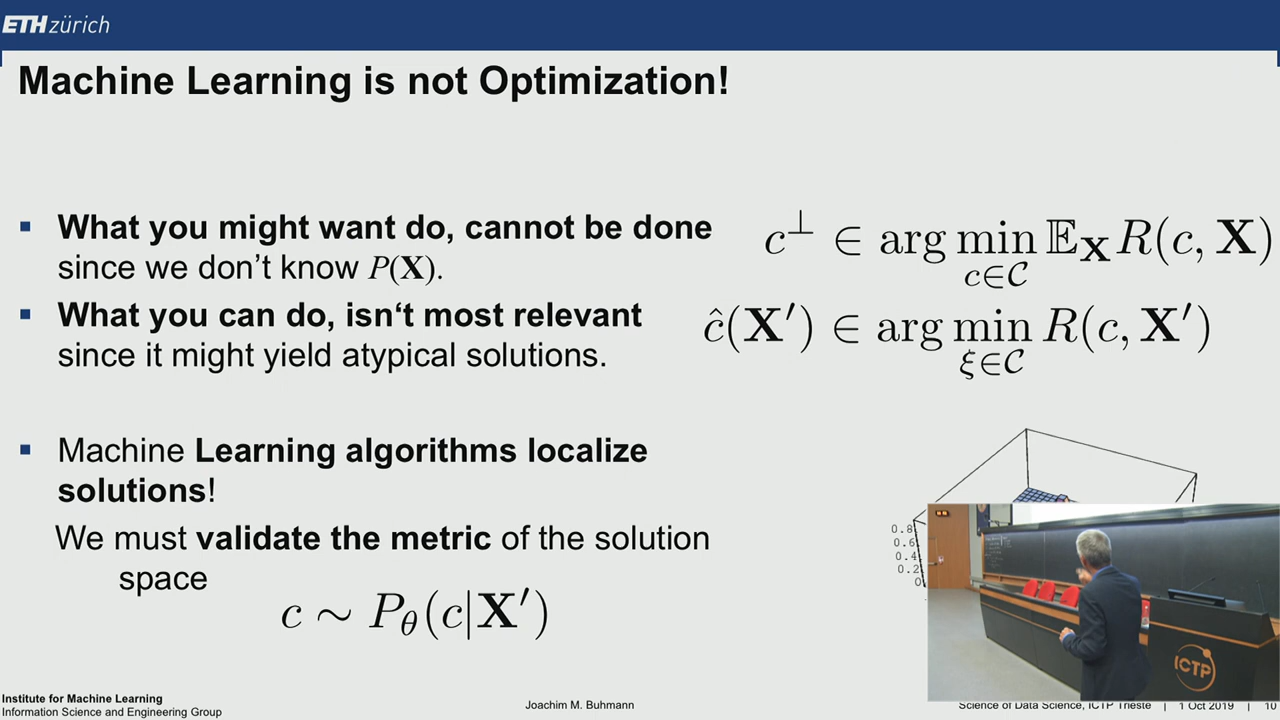 ETH zürich
Machine Learning is not Optimization!
▪ What you might want do, cannot be done
since we don't know P(X).
c^⊥ ∈ arg min_{c∈𝒞} 𝔼_X R(c, X)
▪ What you can do, isn‘t most relevant
since it might yield atypical solutions.
ĉ(X′) ∈ arg min_{ξ∈𝒞} R(c, X′)
▪ Machine Learning algorithms localize
solutions!
We must validate the metric of the solution
space
c ∼ P_θ(c|X′)
0.8
0.6
0.4
0.2
0
ICTP
Institute for Machine Learning
Information Science and Engineering Group
Joachim M. Buhmann
Science of Data Science, ICTP Trieste | 1 Oct 2019 | 10